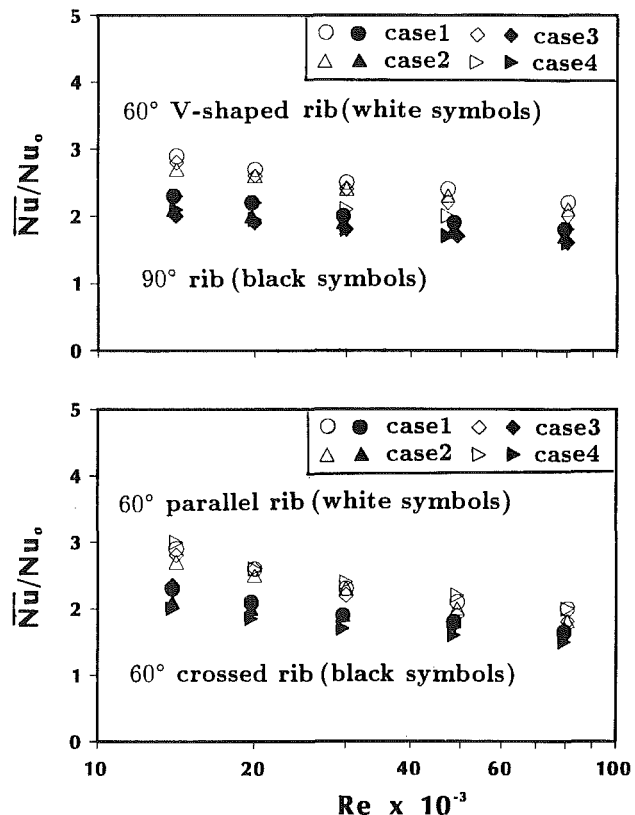 5
case1
case3
case2
case4
4
60° V-shaped rib (white symbols)
3
N̅u̅/Nuₒ
2
90° rib (black symbols)
1
0
5
case1
case3
case2
case4
4
60° parallel rib (white symbols)
3
N̅u̅/Nuₒ
2
60° crossed rib (black symbols)
1
0
10
20
40
60
80
100
Re x 10⁻³